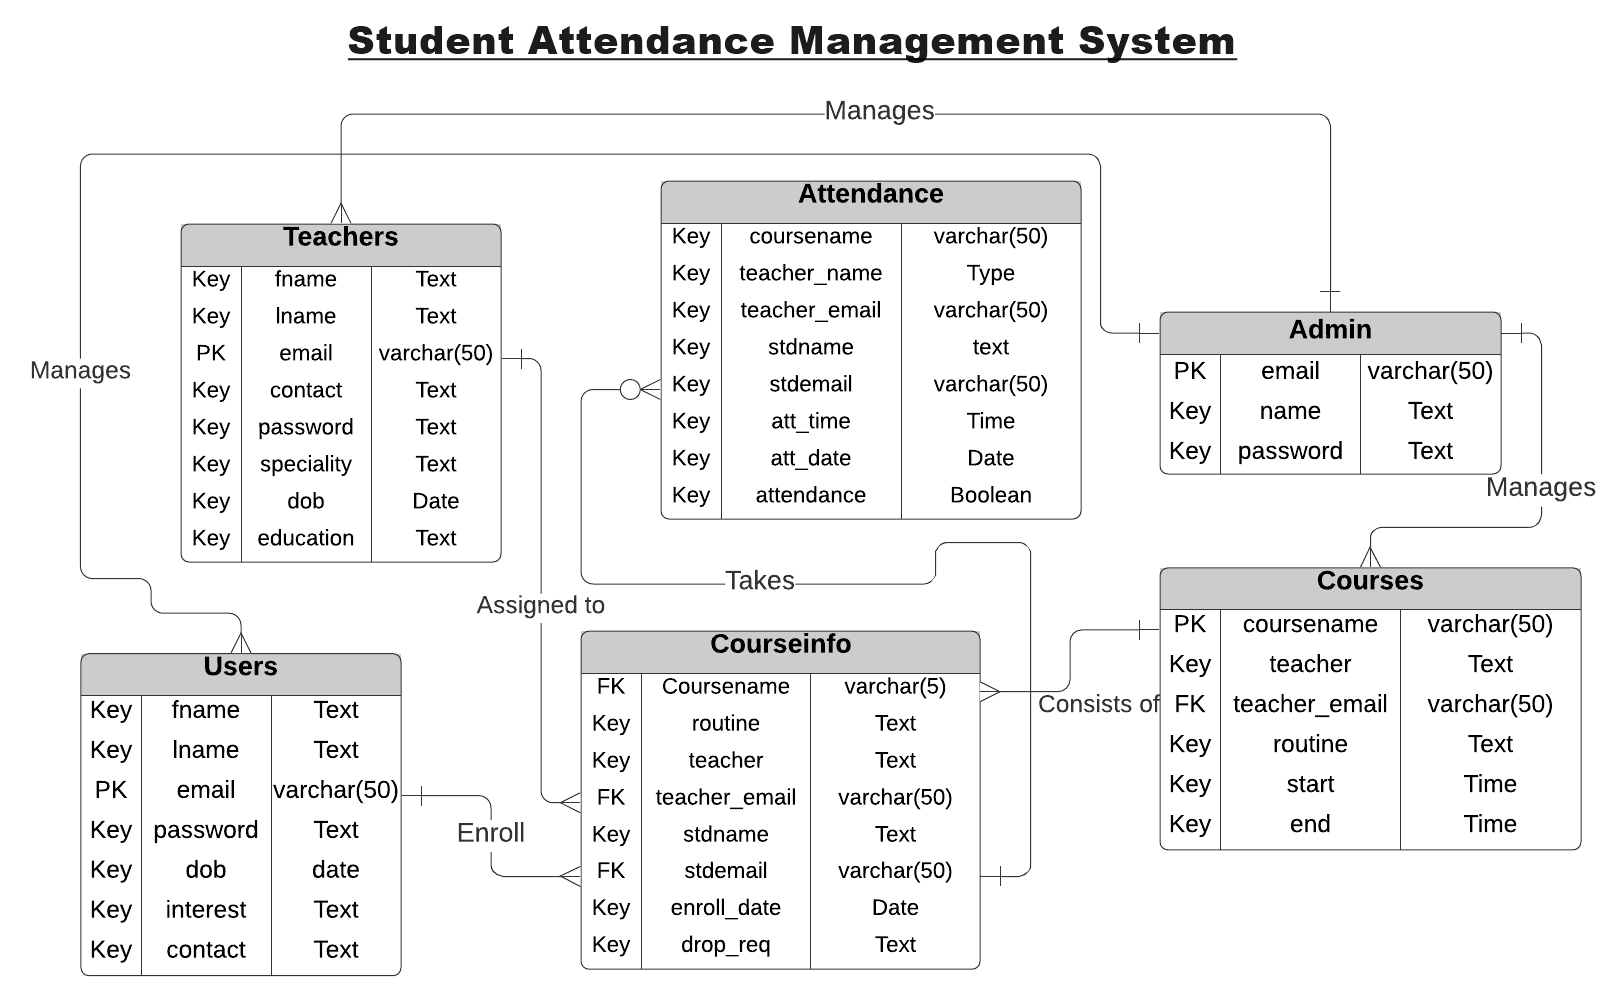 Student Attendance Management System
Manages
Attendance
Key coursename varchar(50)
Key teacher_name Type
Key teacher_email varchar(50)
Key stdname text
Key stdemail varchar(50)
Key att_time Time
Key att_date Date
Key attendance Boolean
Teachers
Key fname Text
Key lname Text
PK email varchar(50)
Key contact Text
Key password Text
Key speciality Text
Key dob Date
Key education Text
Admin
PK email varchar(50)
Key name Text
Key password Text
Manages
Manages
Takes
Assigned to
Courses
PK coursename varchar(50)
Key teacher Text
FK teacher_email varchar(50)
Key routine Text
Key start Time
Key end Time
Courseinfo
FK Coursename varchar(5)
Key routine Text
Key teacher Text
FK teacher_email varchar(50)
Key stdname Text
FK stdemail varchar(50)
Key enroll_date Date
Key drop_req Text
Consists of
Users
Key fname Text
Key lname Text
PK email varchar(50)
Key password Text
Key dob date
Key interest Text
Key contact Text
Enroll